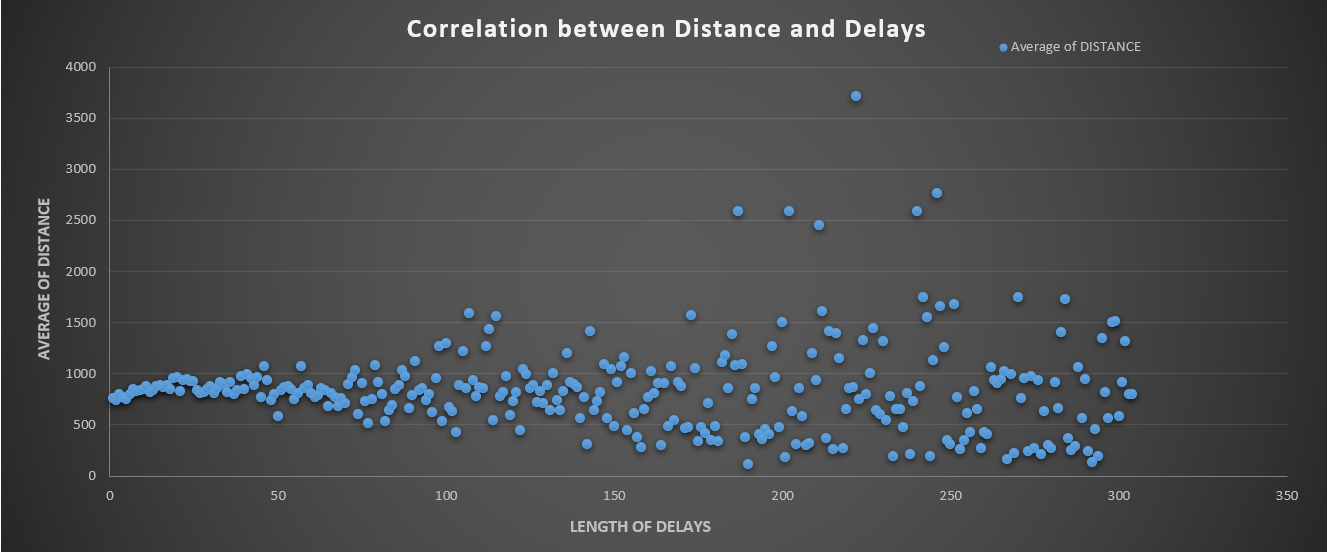 Correlation between Distance and Delays
Average of DISTANCE
4000
3500
3000
2500
2000
1500
1000
500
0
AVERAGE OF DISTANCE
0 50 100 150 200 250 300 350
LENGTH OF DELAYS